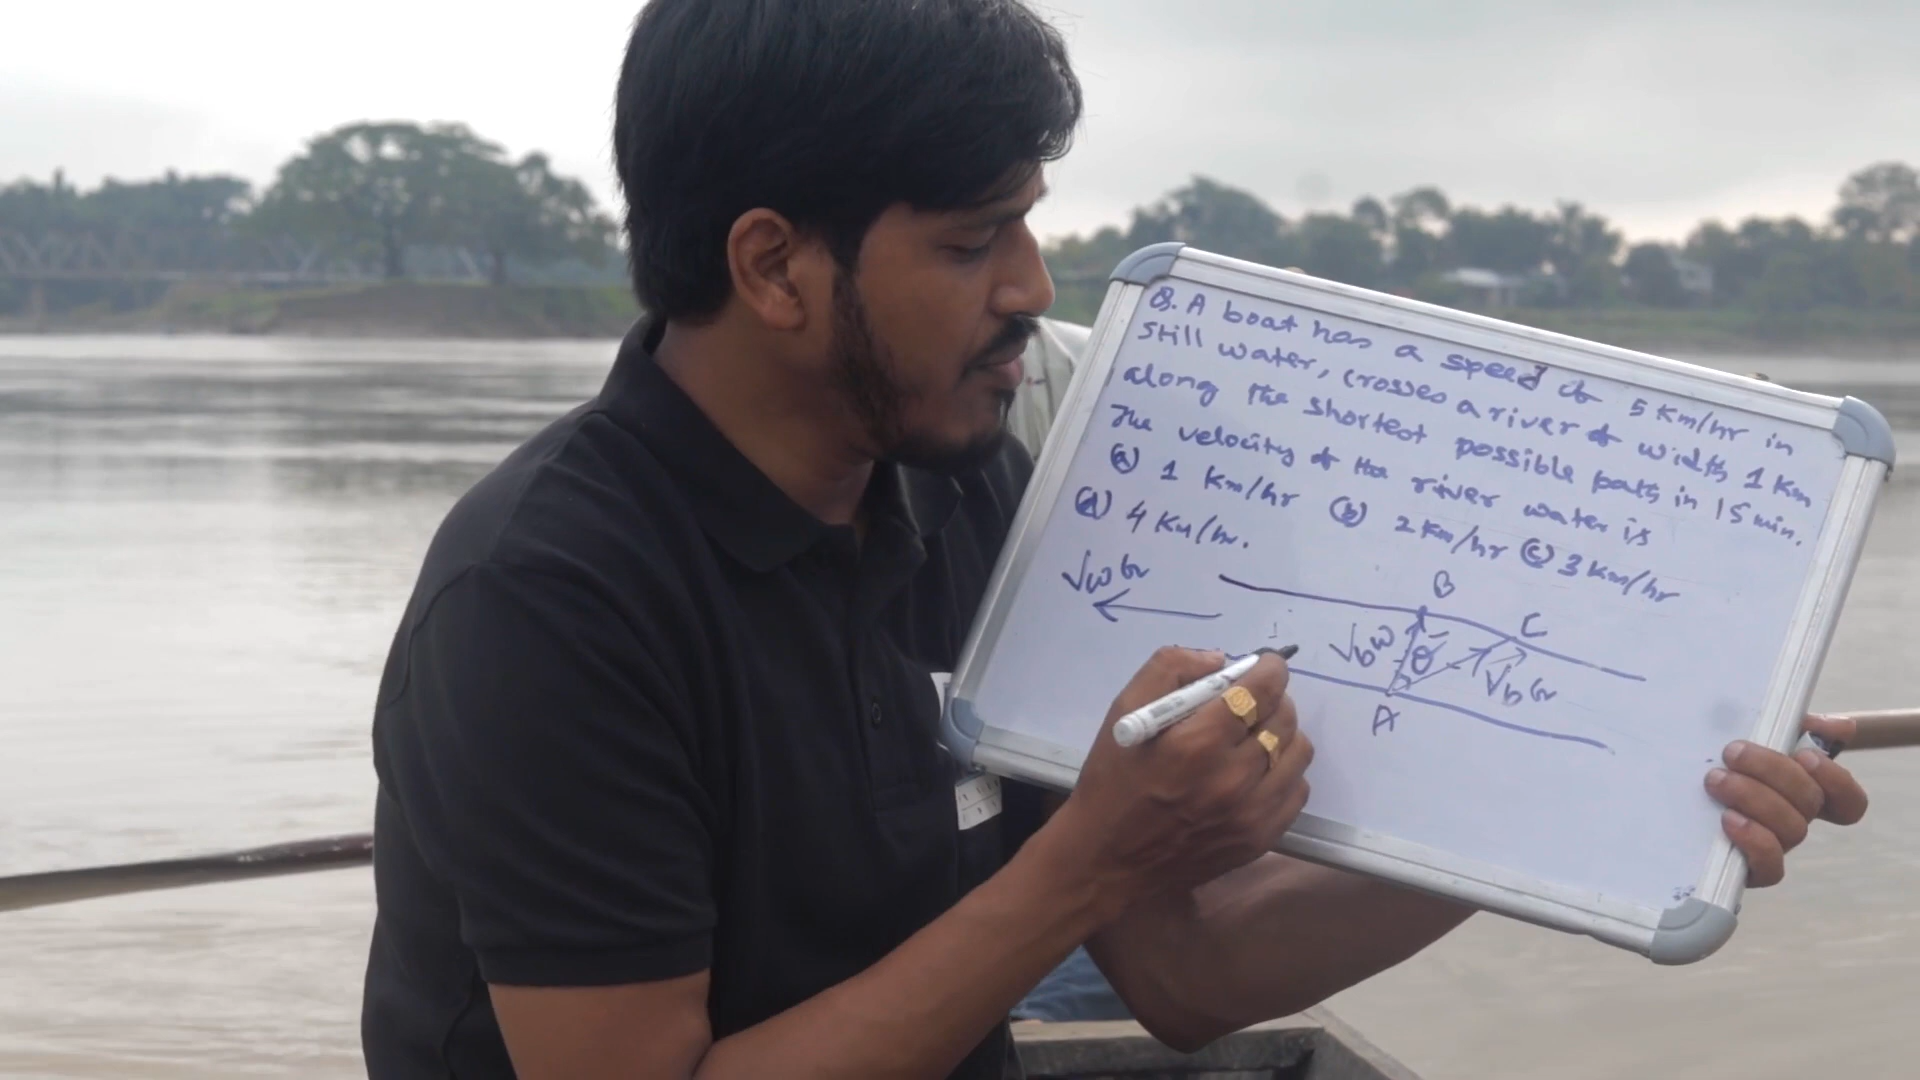 Q. A boat has a speed of 5 Km/hr in
still water, crosses a river of width 1 Km
along the shortest possible path in 15 min.
The velocity of the river water is
(a) 1 Km/hr (b) 2 Km/hr (c) 3 Km/hr
(d) 4 Km/hr.
VwGr
B
C
Vbw
θ
VbGr
A